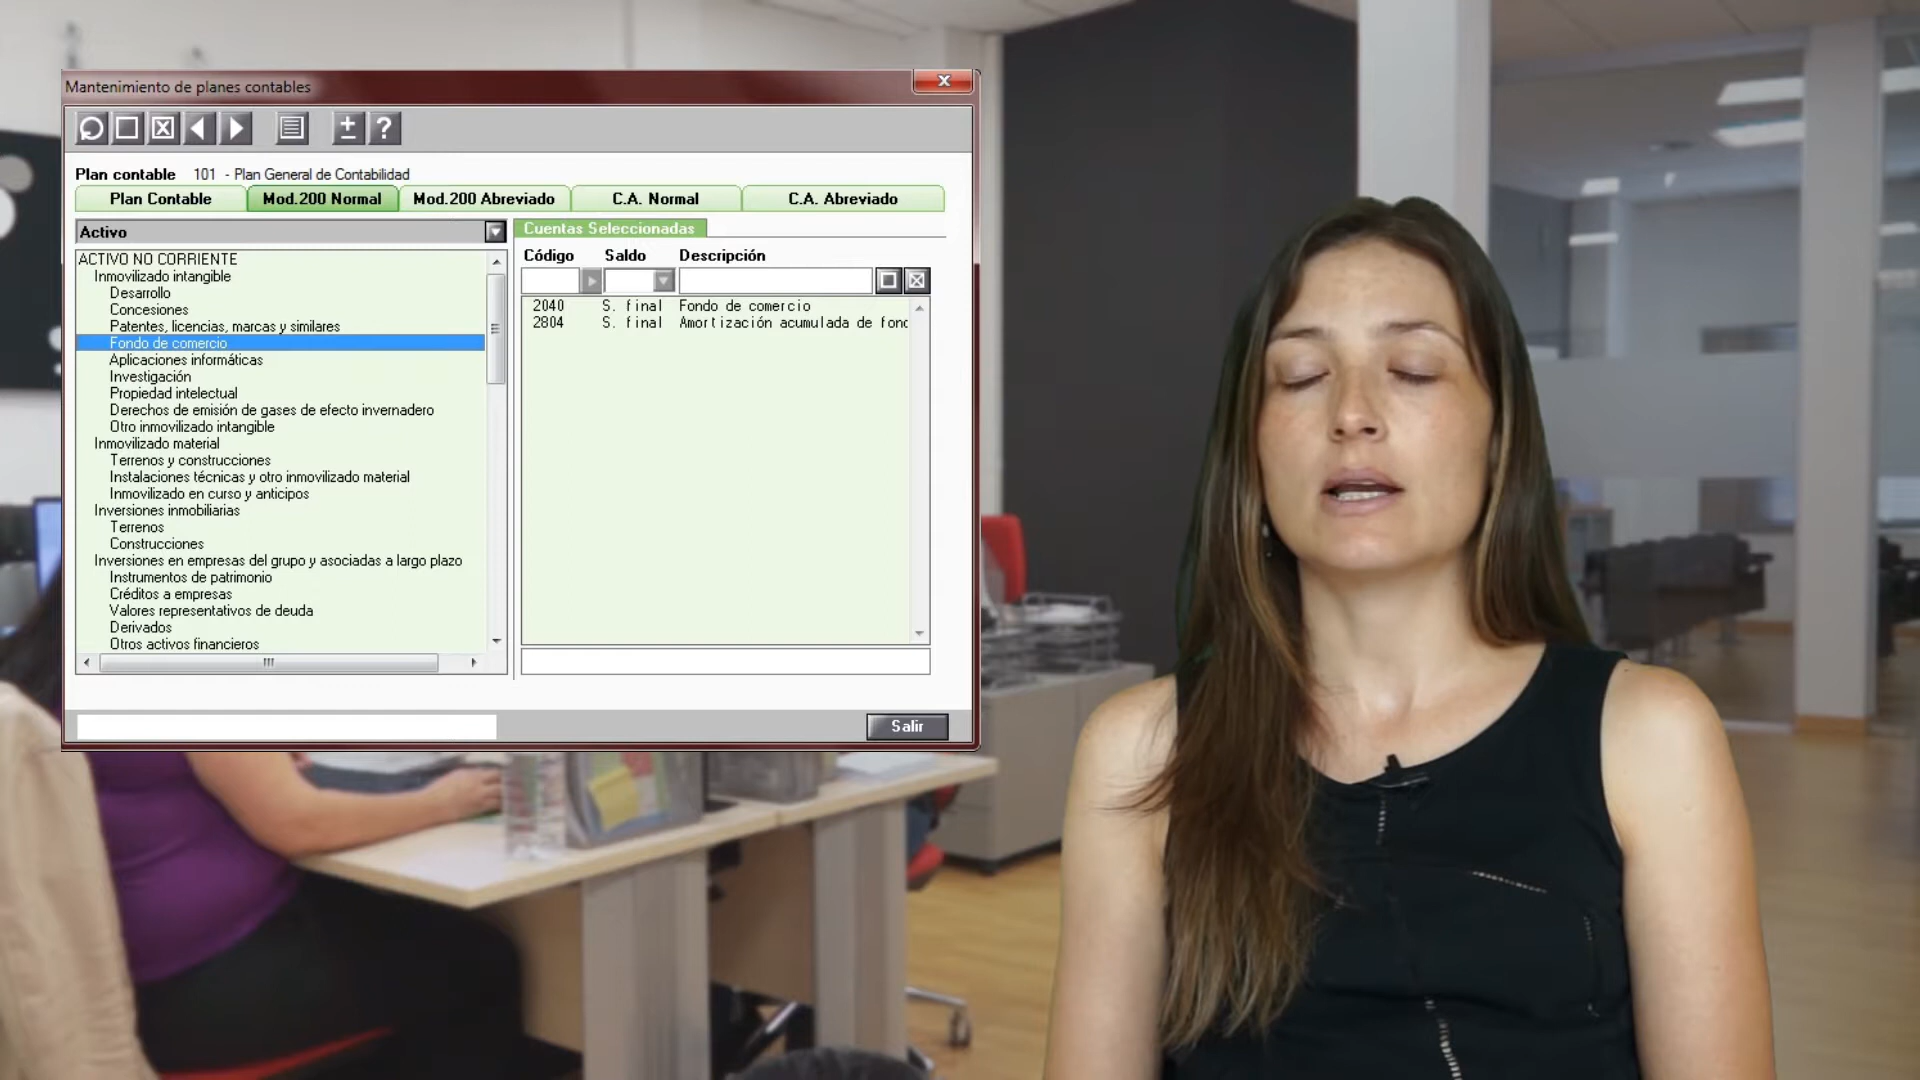 Mantenimiento de planes contables
Plan contable 101 - Plan General de Contabilidad
Plan Contable Mod.200 Normal Mod.200 Abreviado C.A. Normal C.A. Abreviado
Activo
ACTIVO NO CORRIENTE
Inmovilizado intangible
Desarrollo
Concesiones
Patentes, licencias, marcas y similares
Fondo de comercio
Aplicaciones informáticas
Investigación
Propiedad intelectual
Derechos de emisión de gases de efecto invernadero
Otro inmovilizado intangible
Inmovilizado material
Terrenos y construcciones
Instalaciones técnicas y otro inmovilizado material
Inmovilizado en curso y anticipos
Inversiones inmobiliarias
Terrenos
Construcciones
Inversiones en empresas del grupo y asociadas a largo plazo
Instrumentos de patrimonio
Créditos a empresas
Valores representativos de deuda
Derivados
Otros activos financieros
Cuentas Seleccionadas
Código Saldo Descripción
2040 S. final Fondo de comercio
2804 S. final Amortización acumulada de fonc
Salir